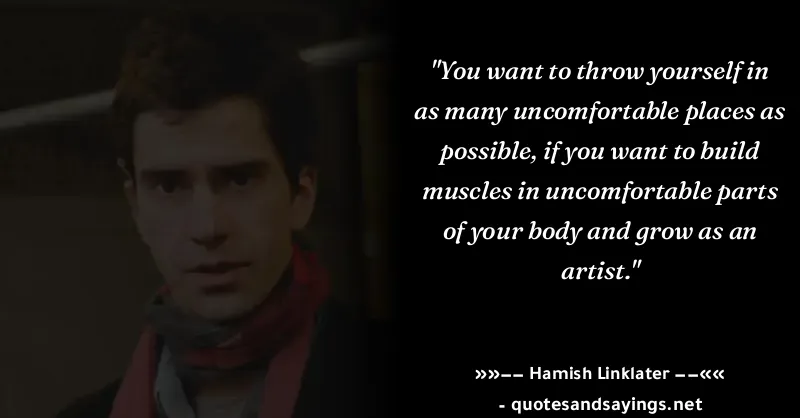 "You want to throw yourself in
as many uncomfortable places as
possible, if you want to build
muscles in uncomfortable parts
of your body and grow as an
artist."
»»−− Hamish Linklater −−««
- quotesandsayings.net